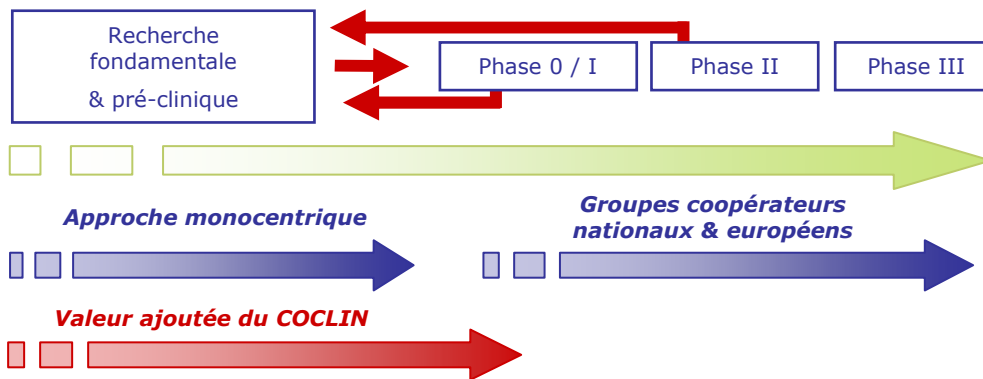 Recherche
fondamentale
& pré-clinique
Phase 0 / I
Phase II
Phase III
Approche monocentrique
Groupes coopérateurs
nationaux & européens
Valeur ajoutée du COCLIN